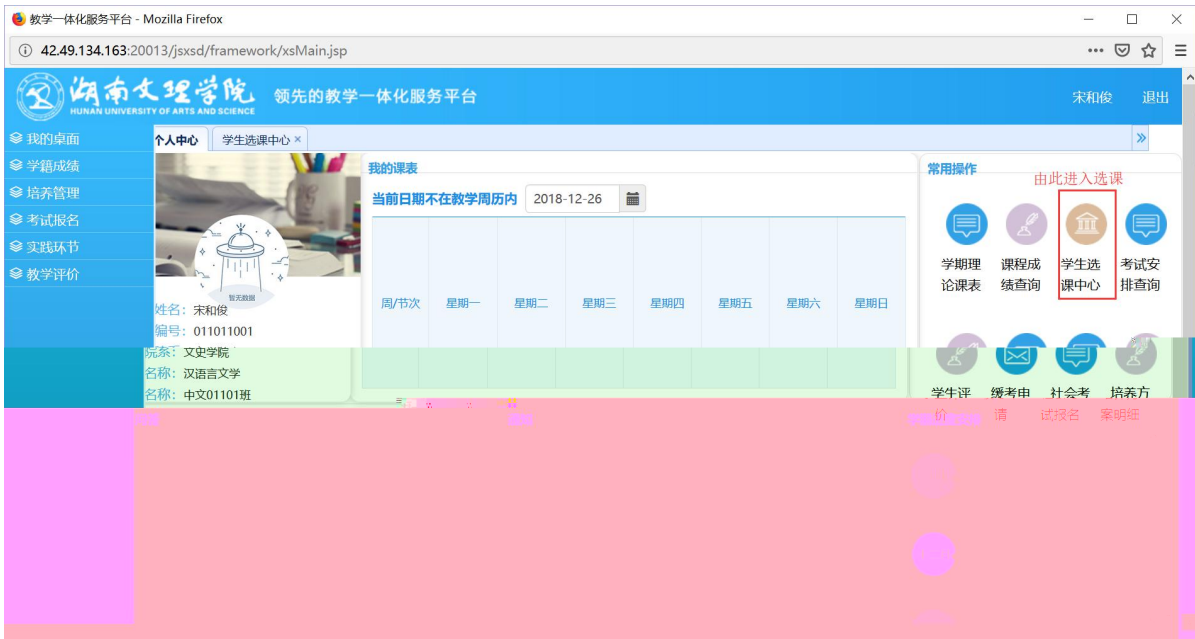 教学一体化服务平台 - Mozilla Firefox
42.49.134.163:20013/jsxsd/framework/xsMain.jsp
湖南文理学院
HUNAN UNIVERSITY OF ARTS AND SCIENCE
领先的教学一体化服务平台
宋和俊 退出
我的桌面
学籍成绩
培养管理
考试报名
实践环节
教学评价
个人中心 学生选课中心 ×
暂无数据
姓名：宋和俊
编号：011011001
院系：文史学院
名称：汉语言文学
名称：中文01101班
我的课表
当前日期不在教学周历内 2018-12-26
周/节次 星期一 星期二 星期三 星期四 星期五 星期六 星期日
常用操作
由此进入选课
学期理
论课表
课程成
绩查询
学生选
课中心
考试安
排查询
学生评
价
缓考申
请
社会考
试报名
培养方
案明细